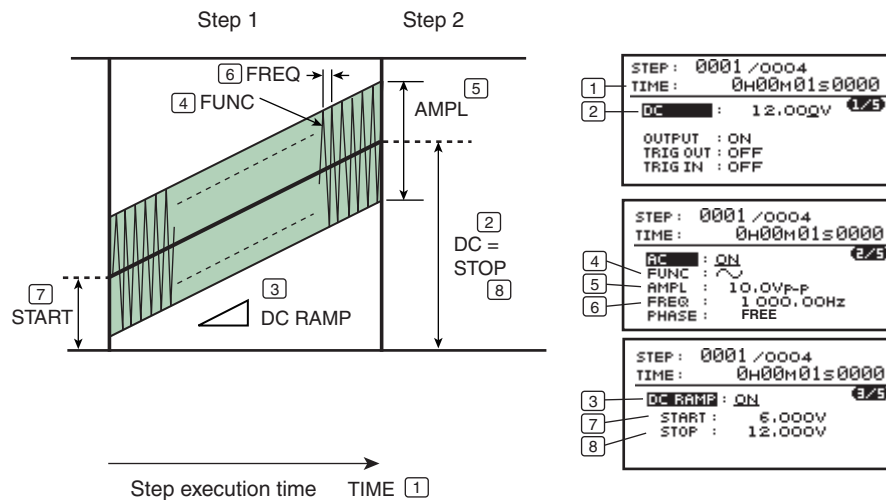 Step 1
Step 2
6 FREQ
4 FUNC
5
AMPL
2
DC =
STOP
8
7
START
3
DC RAMP
Step execution time TIME 1
STEP : 0001 /0004
1 TIME : 0H00M01S0000
2 DC : 12.000V 1/5
OUTPUT : ON
TRIG OUT : OFF
TRIG IN : OFF
STEP : 0001 /0004
TIME : 0H00M01S0000
4 AC : ON 2/5
FUNC :
5 AMPL : 10.0Vp-p
6 FREQ : 1000.00Hz
PHASE : FREE
STEP : 0001 /0004
TIME : 0H00M01S0000
3 DC RAMP : ON 3/5
7 START : 6.000V
8 STOP : 12.000V